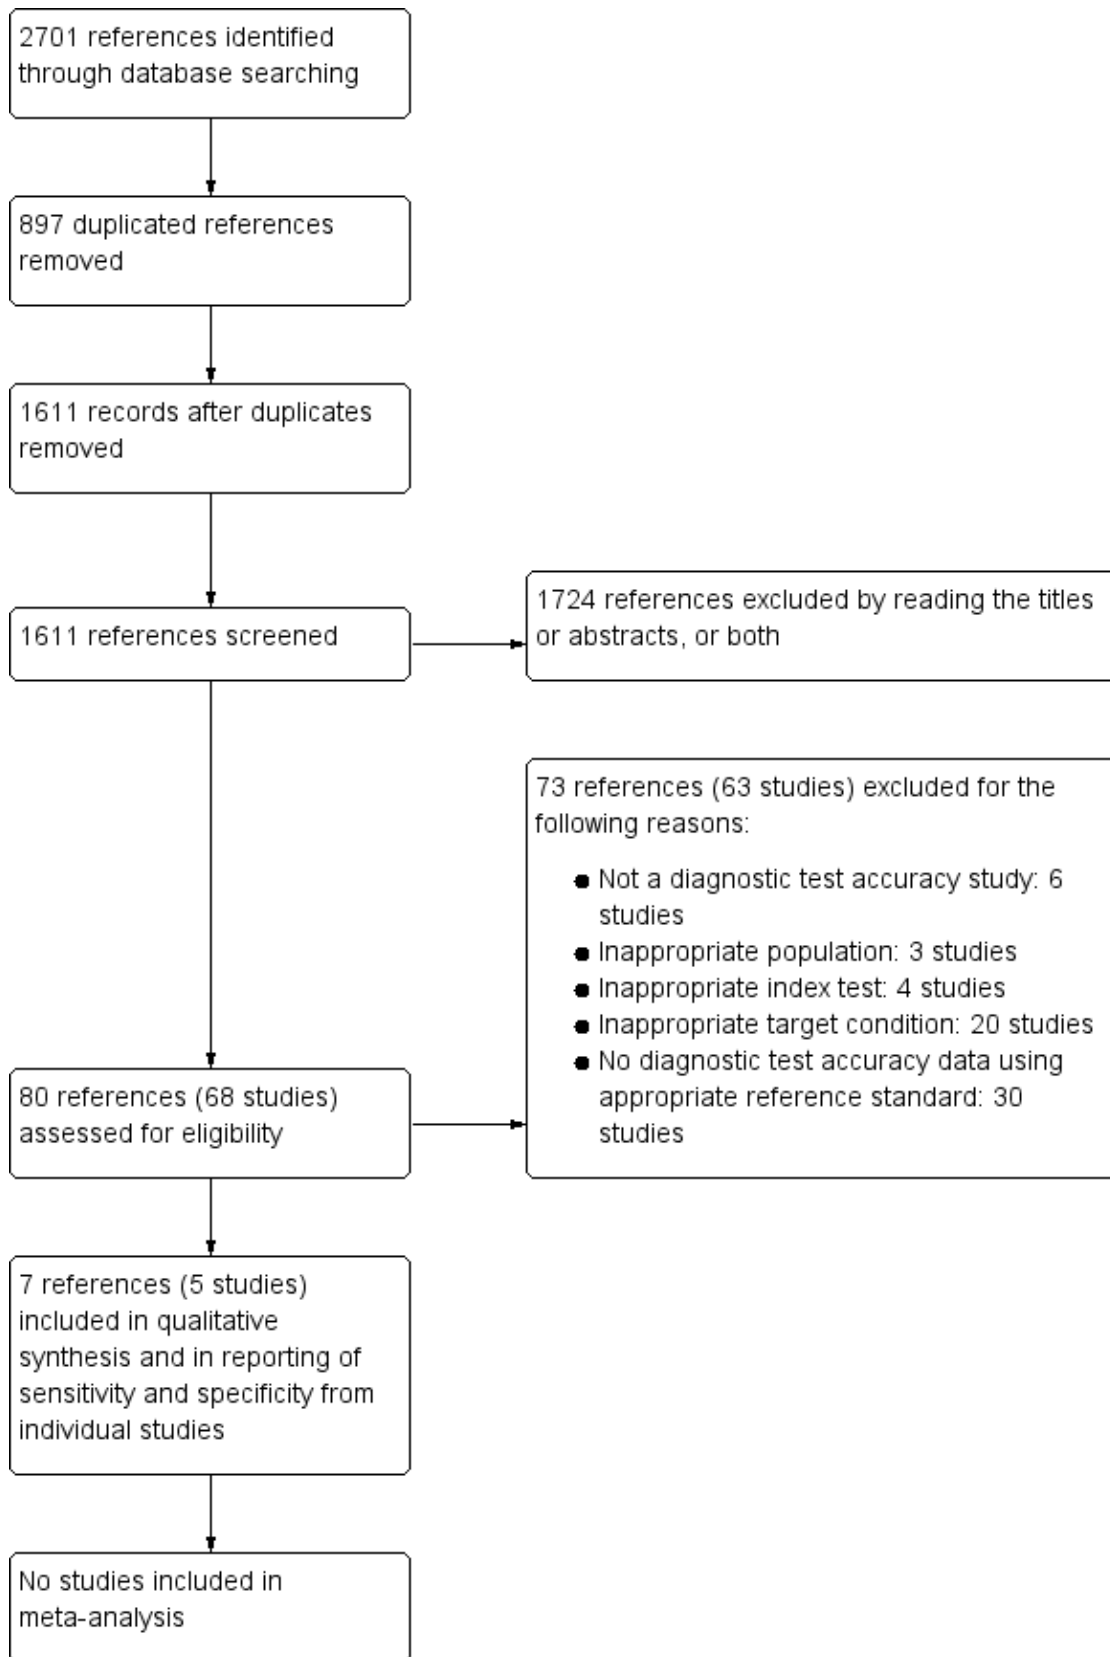 2701 references identified
through database searching
897 duplicated references
removed
1611 records after duplicates
removed
1611 references screened
1724 references excluded by reading the titles
or abstracts, or both
73 references (63 studies) excluded for the
following reasons:
● Not a diagnostic test accuracy study: 6
studies
● Inappropriate population: 3 studies
● Inappropriate index test: 4 studies
● Inappropriate target condition: 20 studies
● No diagnostic test accuracy data using
appropriate reference standard: 30
studies
80 references (68 studies)
assessed for eligibility
7 references (5 studies)
included in qualitative
synthesis and in reporting of
sensitivity and specificity from
individual studies
No studies included in
meta-analysis